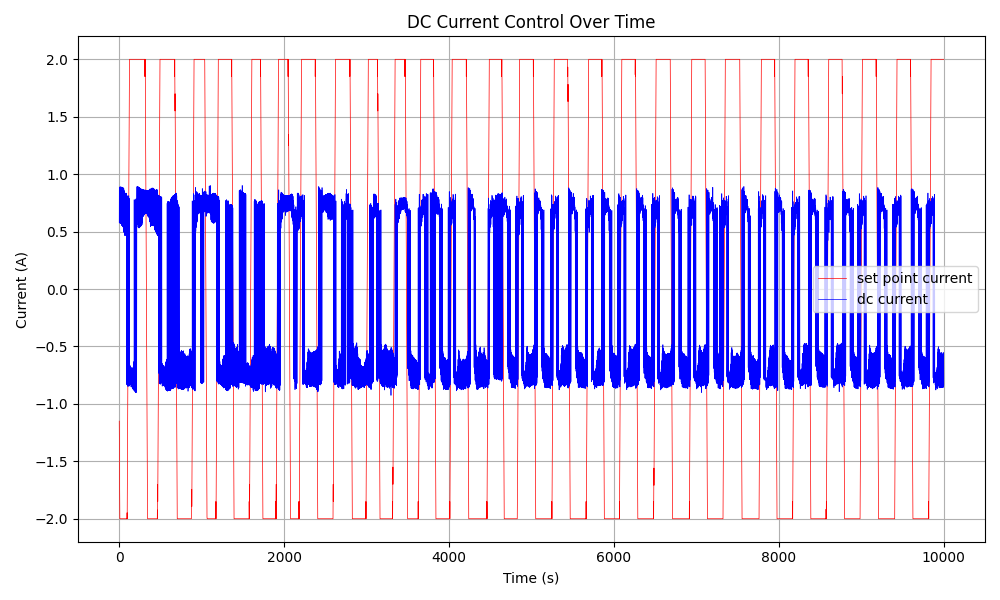 DC Current Control Over Time
Current (A)
2.0
1.5
1.0
0.5
0.0
−0.5
−1.0
−1.5
−2.0
set point current
dc current
0 2000 4000 6000 8000 10000
Time (s)